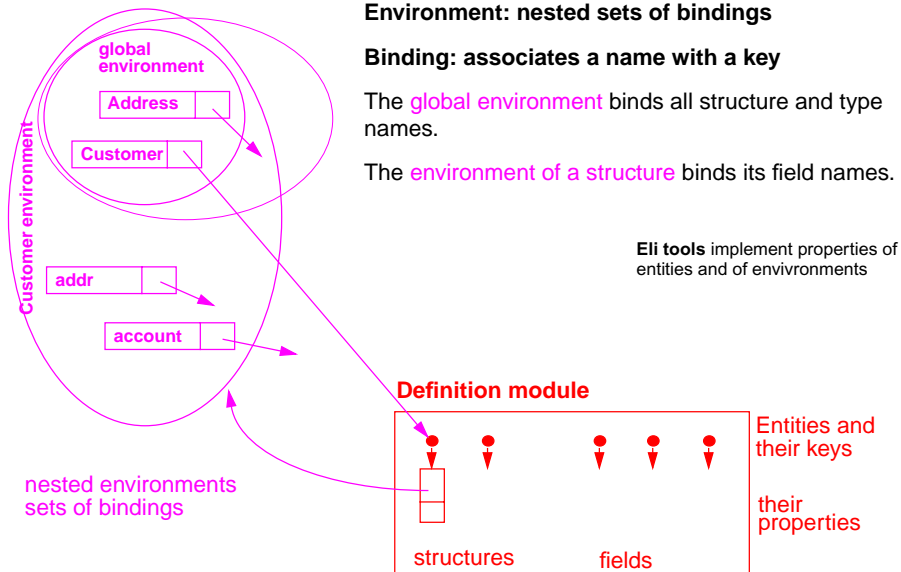 Environment: nested sets of bindings
Binding: associates a name with a key
The global environment binds all structure and type
names.
The environment of a structure binds its field names.
Eli tools implement properties of
entities and of envivronments
global
environment
Address
Customer
Customer environment
addr
account
nested environments
sets of bindings
Definition module
Entities and
their keys
their
properties
structures
fields